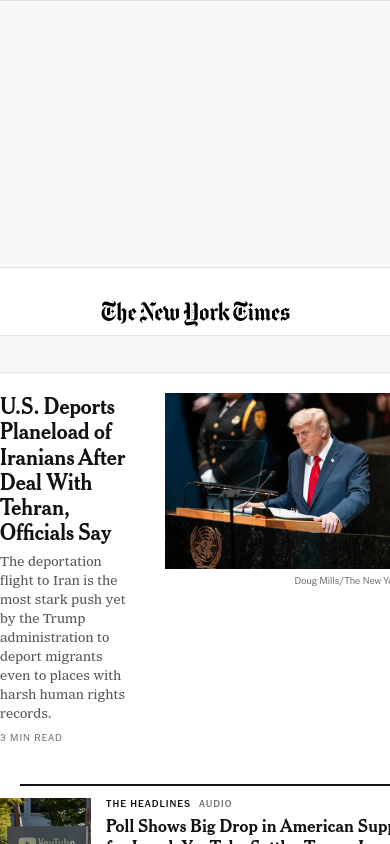 The New York Times
U.S. Deports
Planeload of
Iranians After
Deal With
Tehran,
Officials Say
The deportation
flight to Iran is the
most stark push yet
by the Trump
administration to
deport migrants
even to places with
harsh human rights
records.
3 MIN READ
Doug Mills/The New Yo
THE HEADLINES AUDIO
Poll Shows Big Drop in American Supp
YouTube